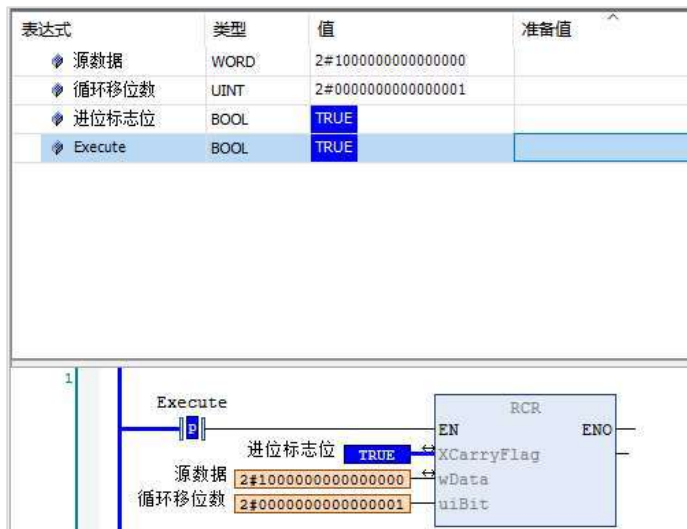 表达式 类型 值 准备值
源数据 WORD 2#1000000000000000
循环移位数 UINT 2#0000000000000001
进位标志位 BOOL TRUE
Execute BOOL TRUE
1
Execute
P
RCR
EN ENO
进位标志位 TRUE XCarryFlag
源数据 2#1000000000000000 wData
循环移位数 2#0000000000000001 uiBit